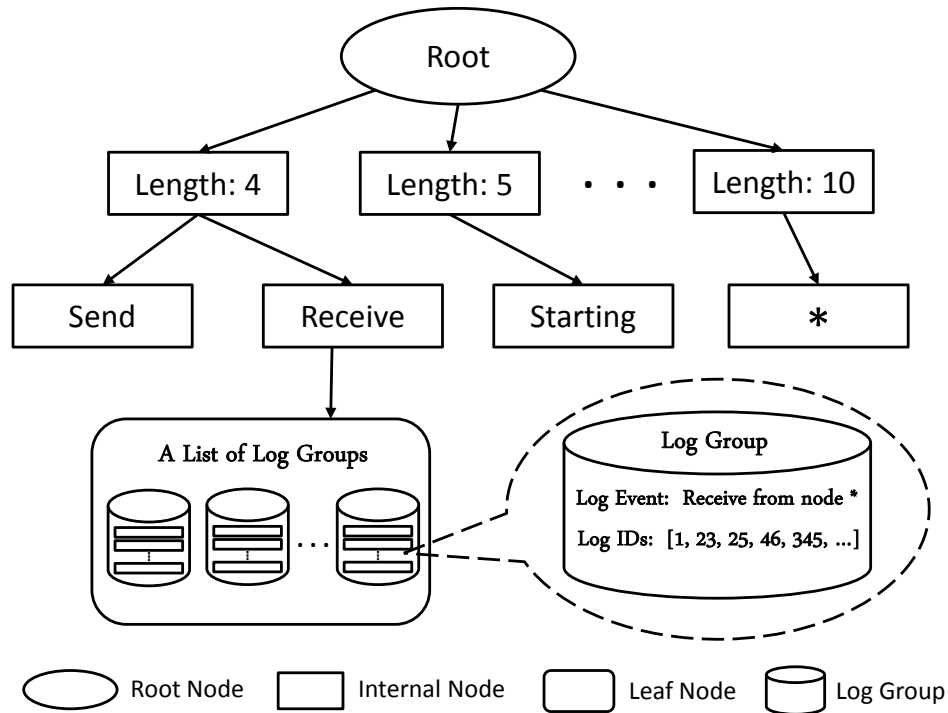 Root
Length: 4
Length: 5
. . .
Length: 10
Send
Receive
Starting
*
A List of Log Groups
...
Log Group
Log Event: Receive from node *
Log IDs: [1, 23, 25, 46, 345, ...]
Root Node
Internal Node
Leaf Node
Log Group